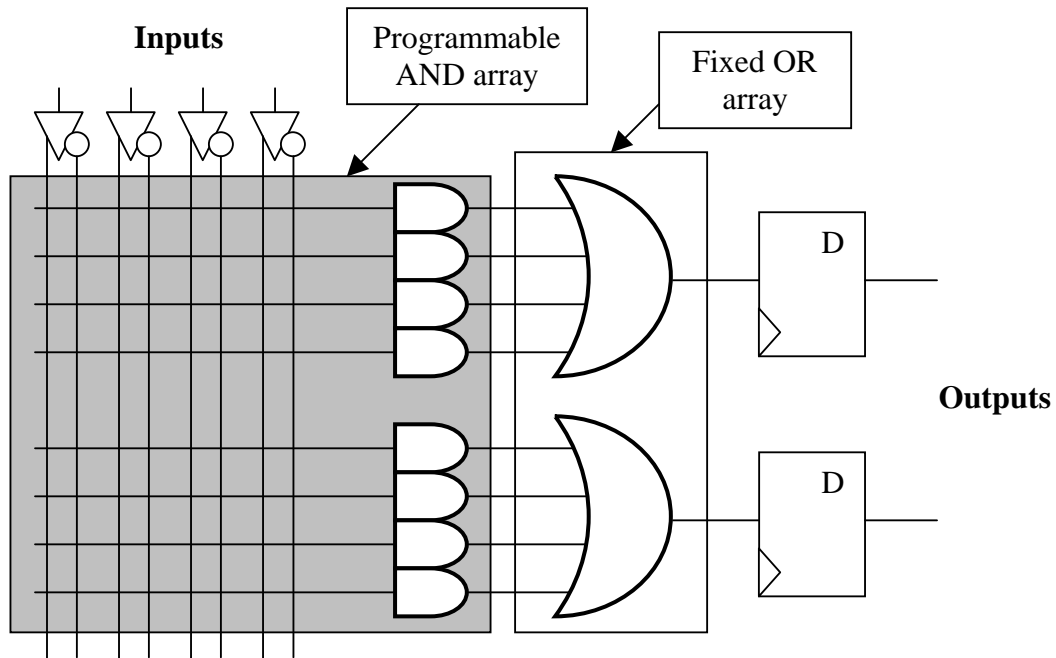 Inputs
Programmable
AND array
Fixed OR
array
D
Outputs
D